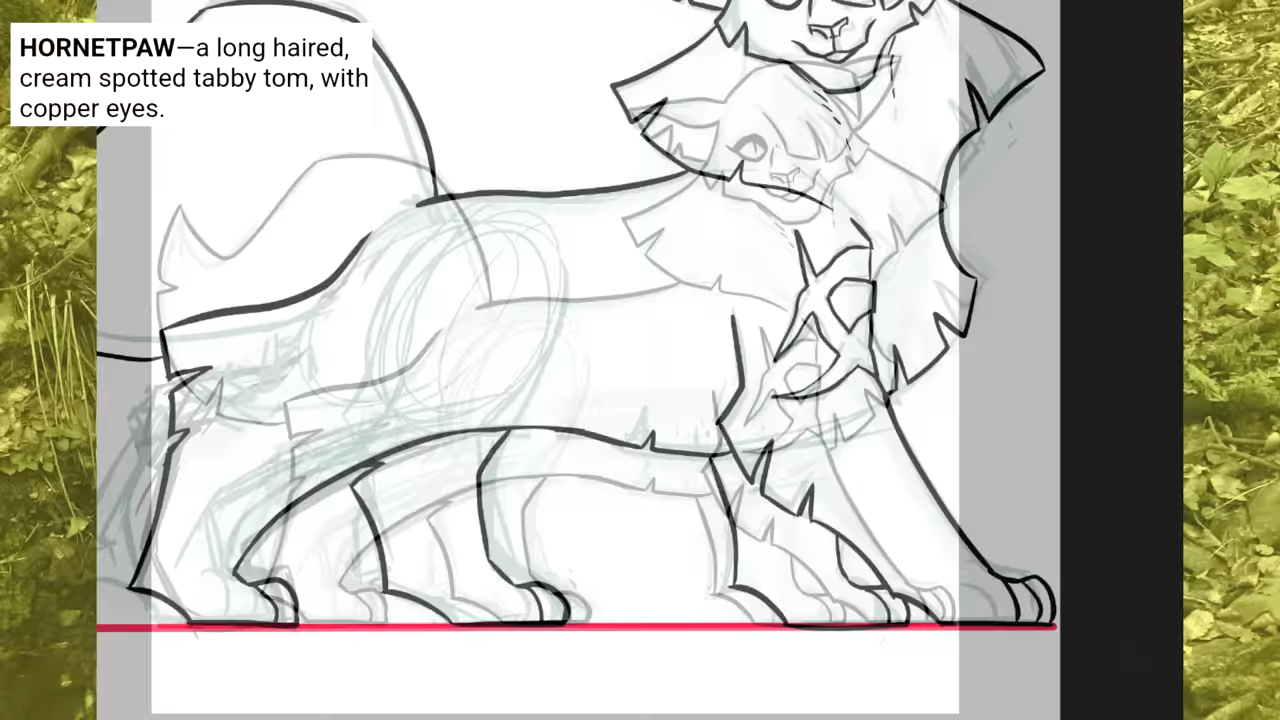 HORNETPAW—a long haired,
cream spotted tabby tom, with
copper eyes.